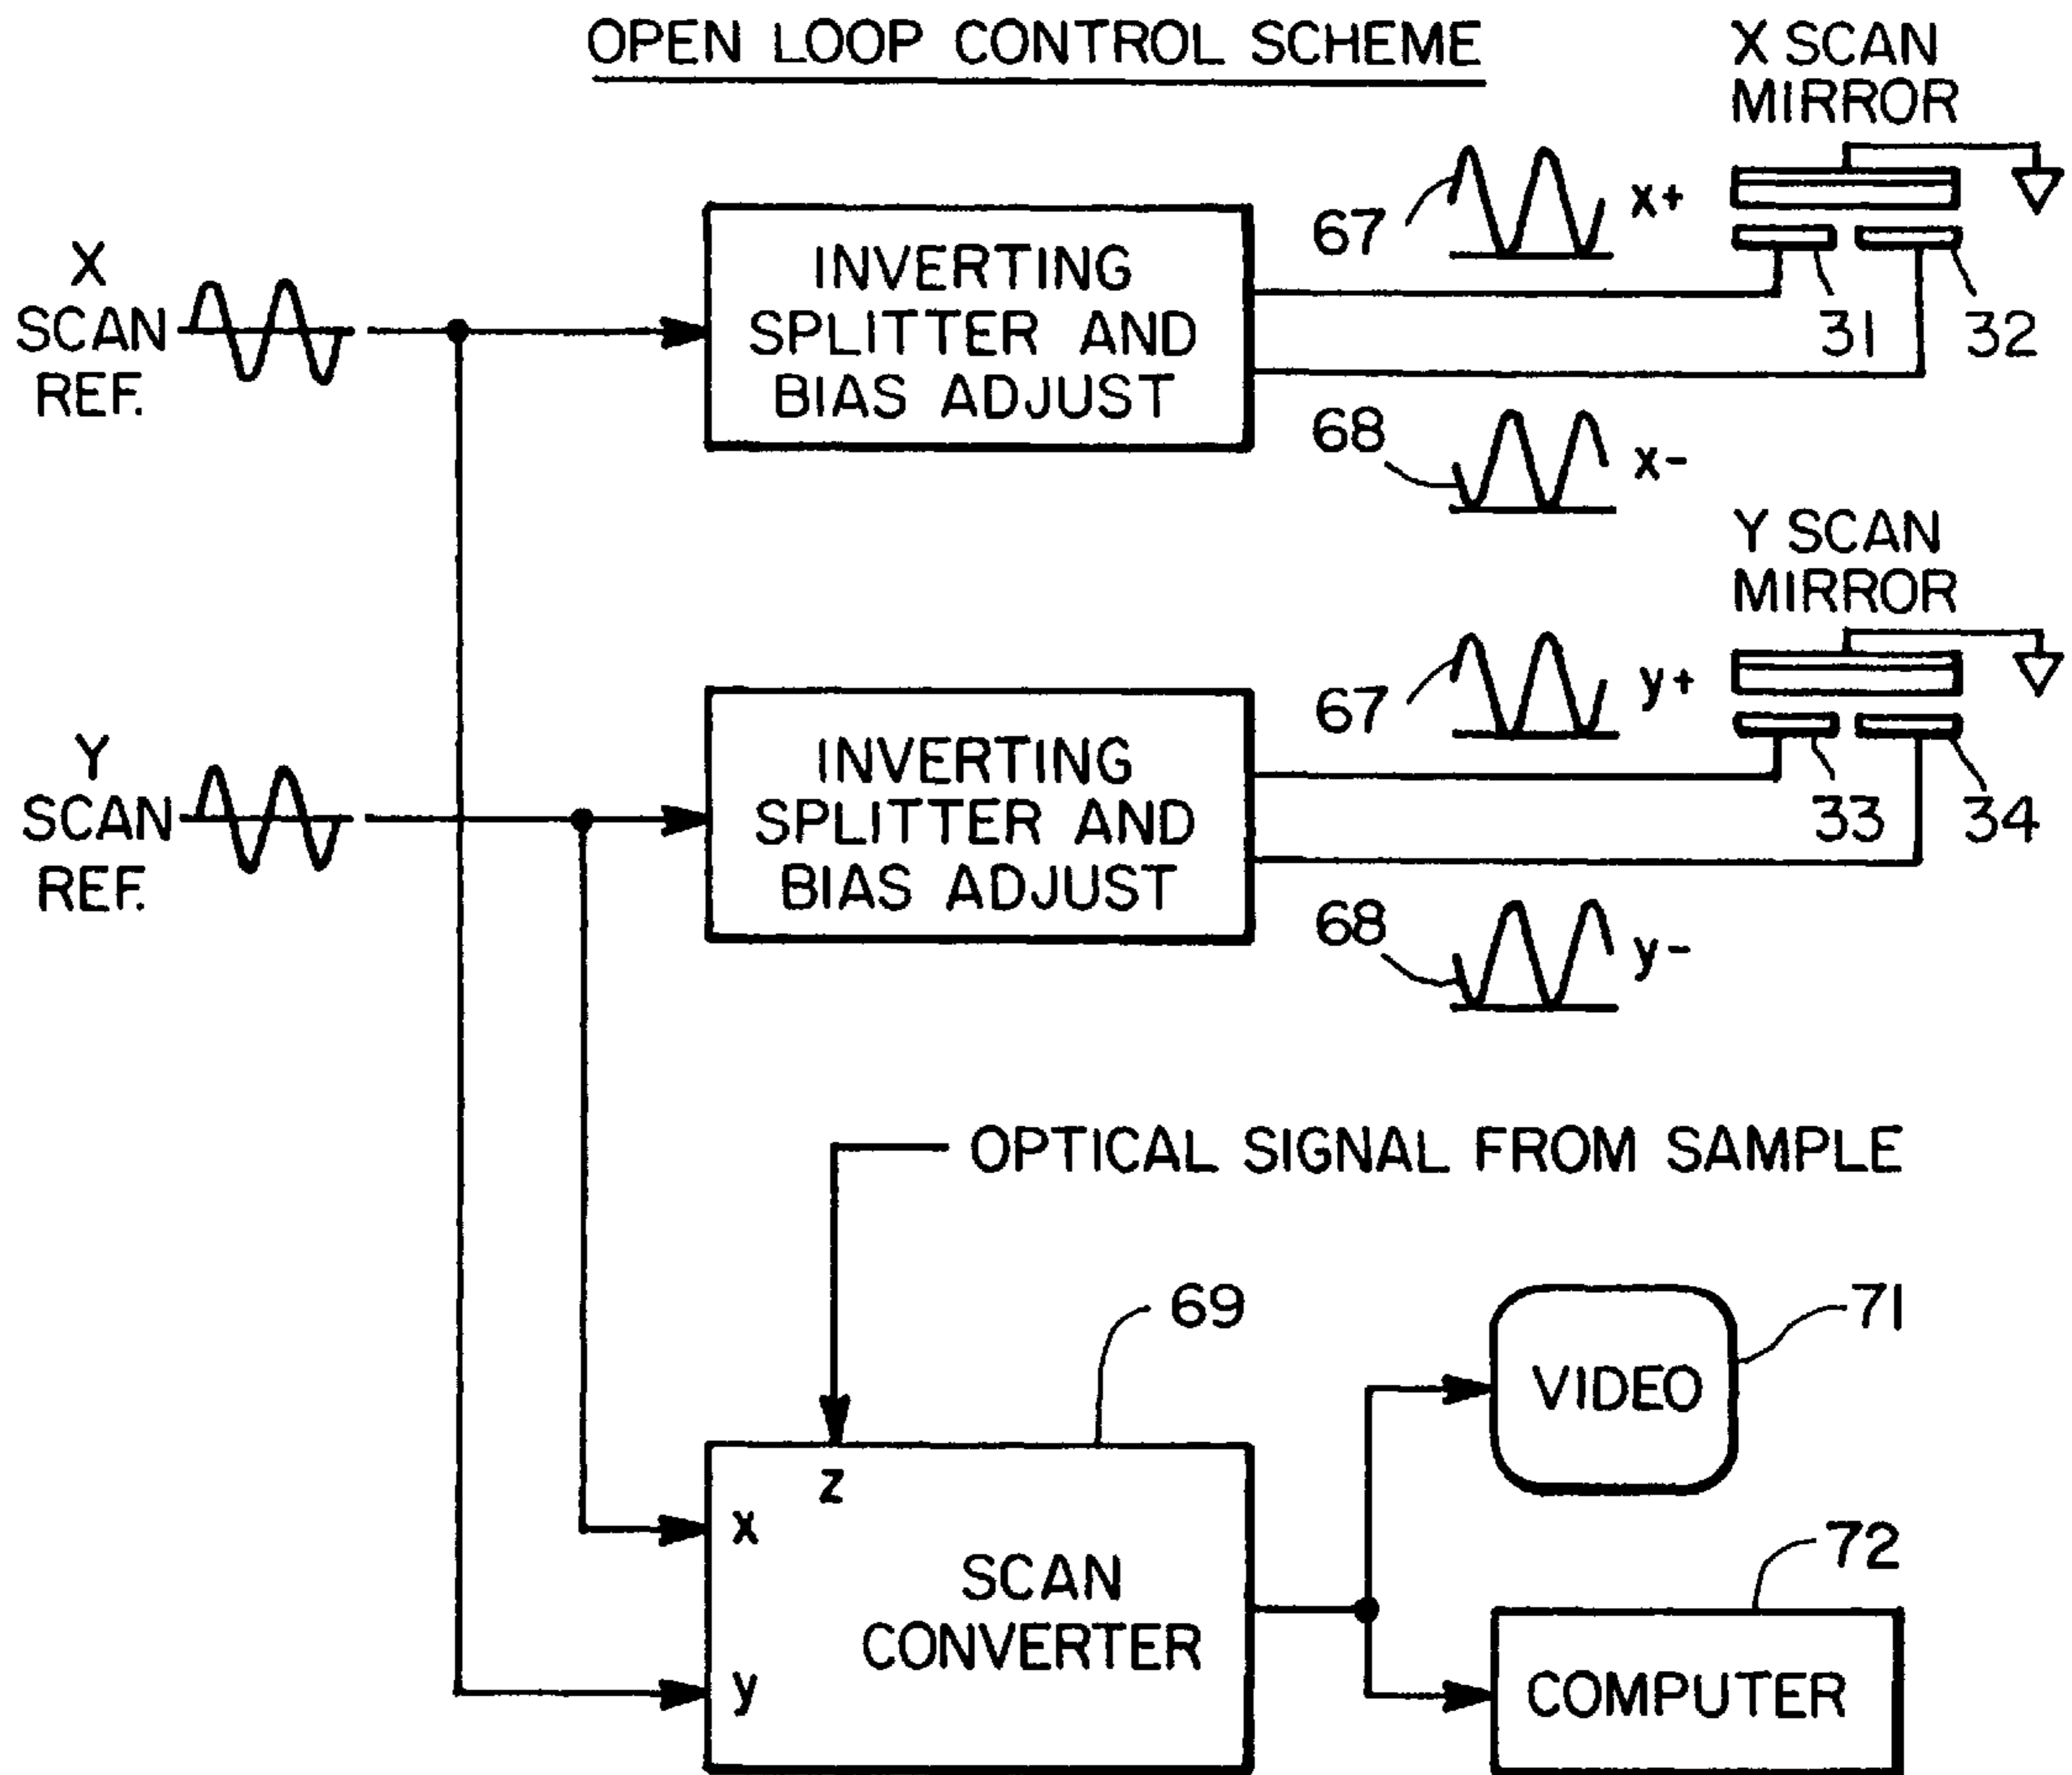 OPEN LOOP CONTROL SCHEME
X SCAN
MIRROR
X
SCAN
REF.
INVERTING
SPLITTER AND
BIAS ADJUST
67
x+
31
32
68
x-
Y SCAN
MIRROR
Y
SCAN
REF.
INVERTING
SPLITTER AND
BIAS ADJUST
67
y+
33
34
68
y-
OPTICAL SIGNAL FROM SAMPLE
69
71
VIDEO
z
x
y
SCAN
CONVERTER
72
COMPUTER